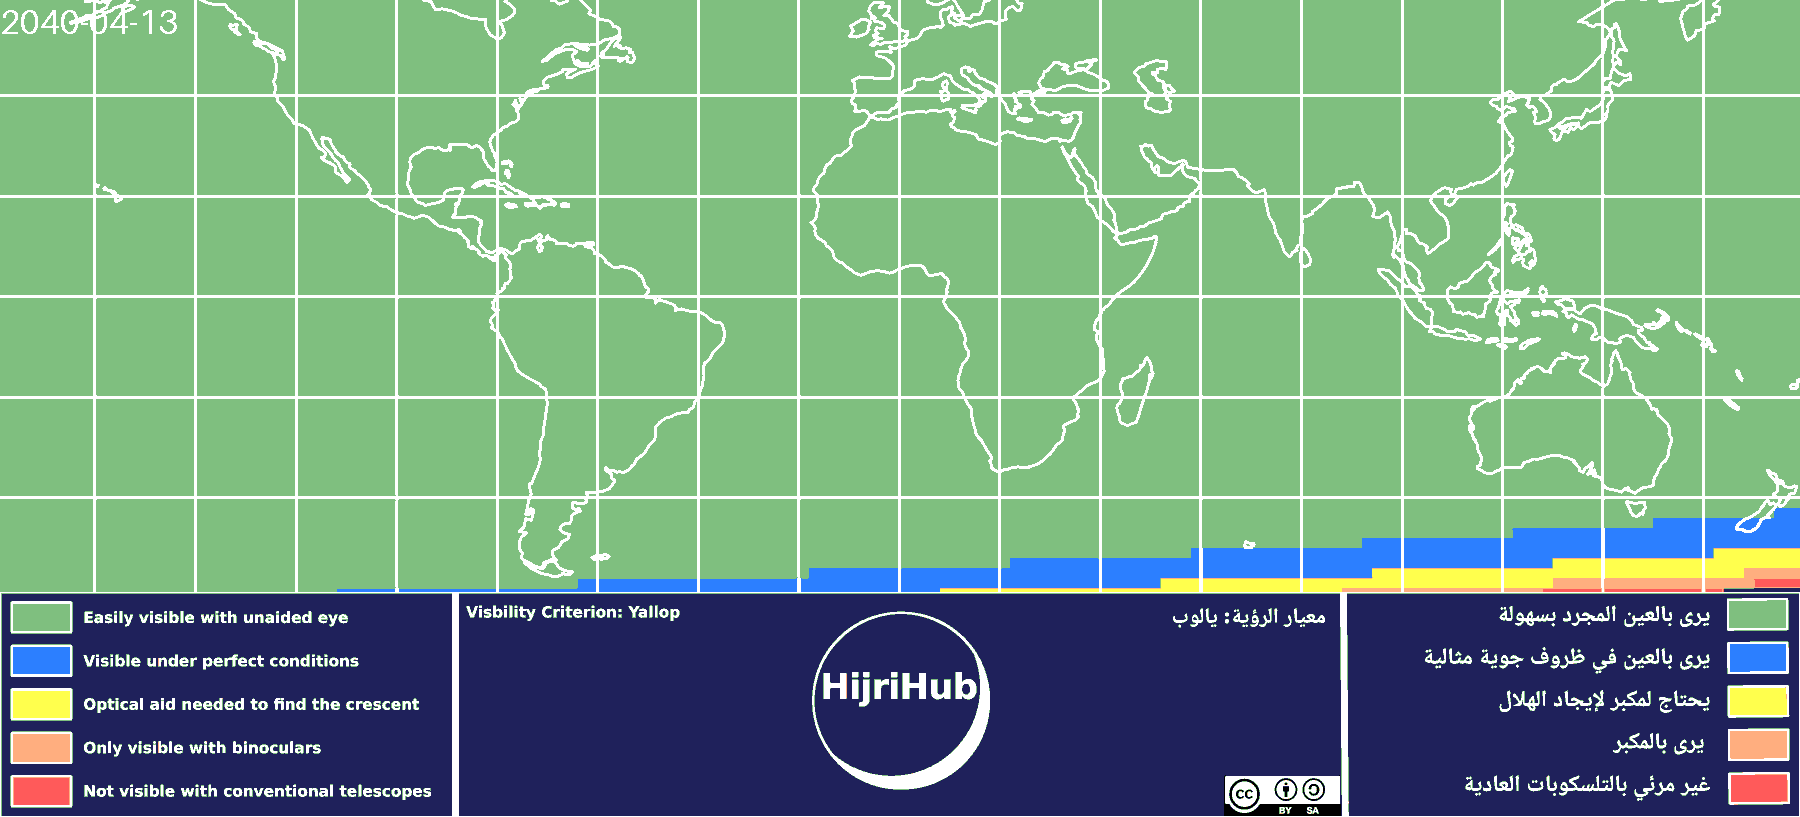 2040-04-13
Easily visible with unaided eye
Visible under perfect conditions
Optical aid needed to find the crescent
Only visible with binoculars
Not visible with conventional telescopes
Visbility Criterion: Yallop
معيار الرؤية: يالوب
HijriHub
cc
BY SA
يرى بالعين المجرد بسهولة
يرى بالعين في ظروف جوية مثالية
يحتاج لمكبر لإيجاد الهلال
يرى بالمكبر
غير مرئي بالتلسكوبات العادية